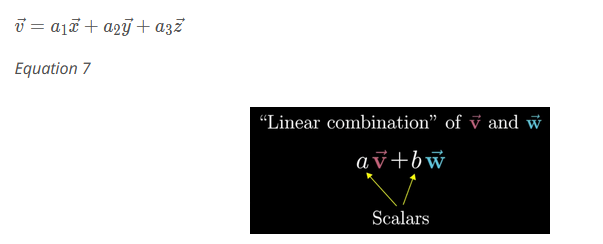 v⃗ = a₁x⃗ + a₂y⃗ + a₃z⃗
Equation 7
“Linear combination” of v⃗ and w⃗
av⃗+bw⃗
Scalars